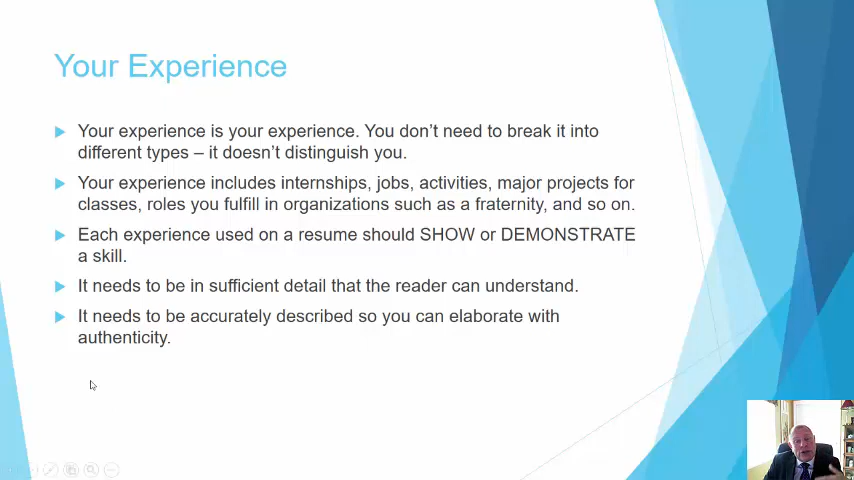 Your Experience
Your experience is your experience. You don't need to break it into
different types – it doesn't distinguish you.
Your experience includes internships, jobs, activities, major projects for
classes, roles you fulfill in organizations such as a fraternity, and so on.
Each experience used on a resume should SHOW or DEMONSTRATE
a skill.
It needs to be in sufficient detail that the reader can understand.
It needs to be accurately described so you can elaborate with
authenticity.